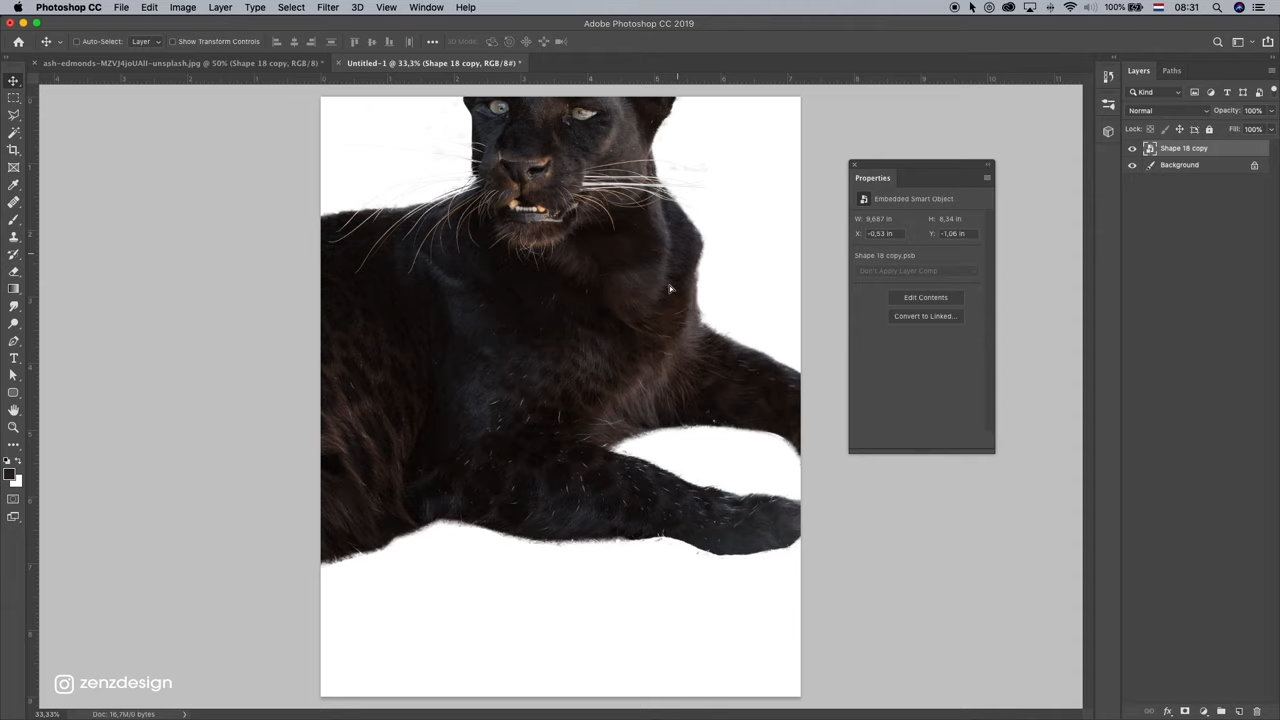 Photoshop CC File Edit Image Layer Type Select Filter 3D View Window Help 100% 08:31
Adobe Photoshop CC 2019
Auto-Select: Layer Show Transform Controls 3D Mode:
ash-edmonds-MZVJ4joUAII-unsplash.jpg @ 50% (Shape 18 copy, RGB/8) * Untitled-1 @ 33,3% (Shape 18 copy, RGB/8#) *
Layers Paths
Kind
Normal Opacity: 100%
Lock: Fill: 100%
Shape 18 copy
Background
Properties
Embedded Smart Object
W: 9,687 in H: 8,34 in
X: -0,53 in Y: -1,06 in
Shape 18 copy.psb
Don't Apply Layer Comp
Edit Contents
Convert to Linked...
zenzdesign
33,33% Doc: 16,7M/0 bytes